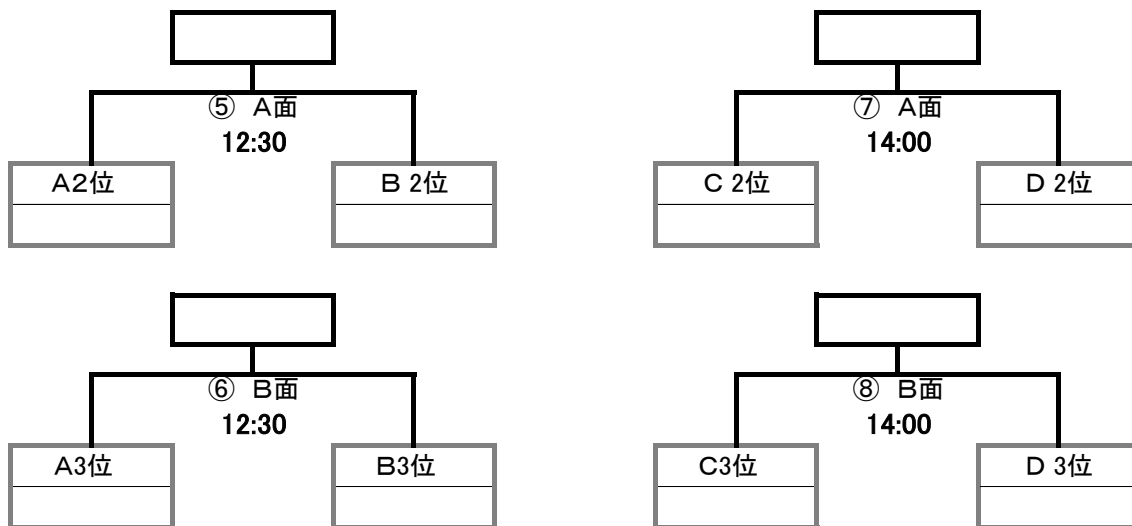 ⑤ A面
12:30
A2位
B 2位
⑦ A面
14:00
C 2位
D 2位
⑥ B面
12:30
A3位
B3位
⑧ B面
14:00
C3位
D 3位